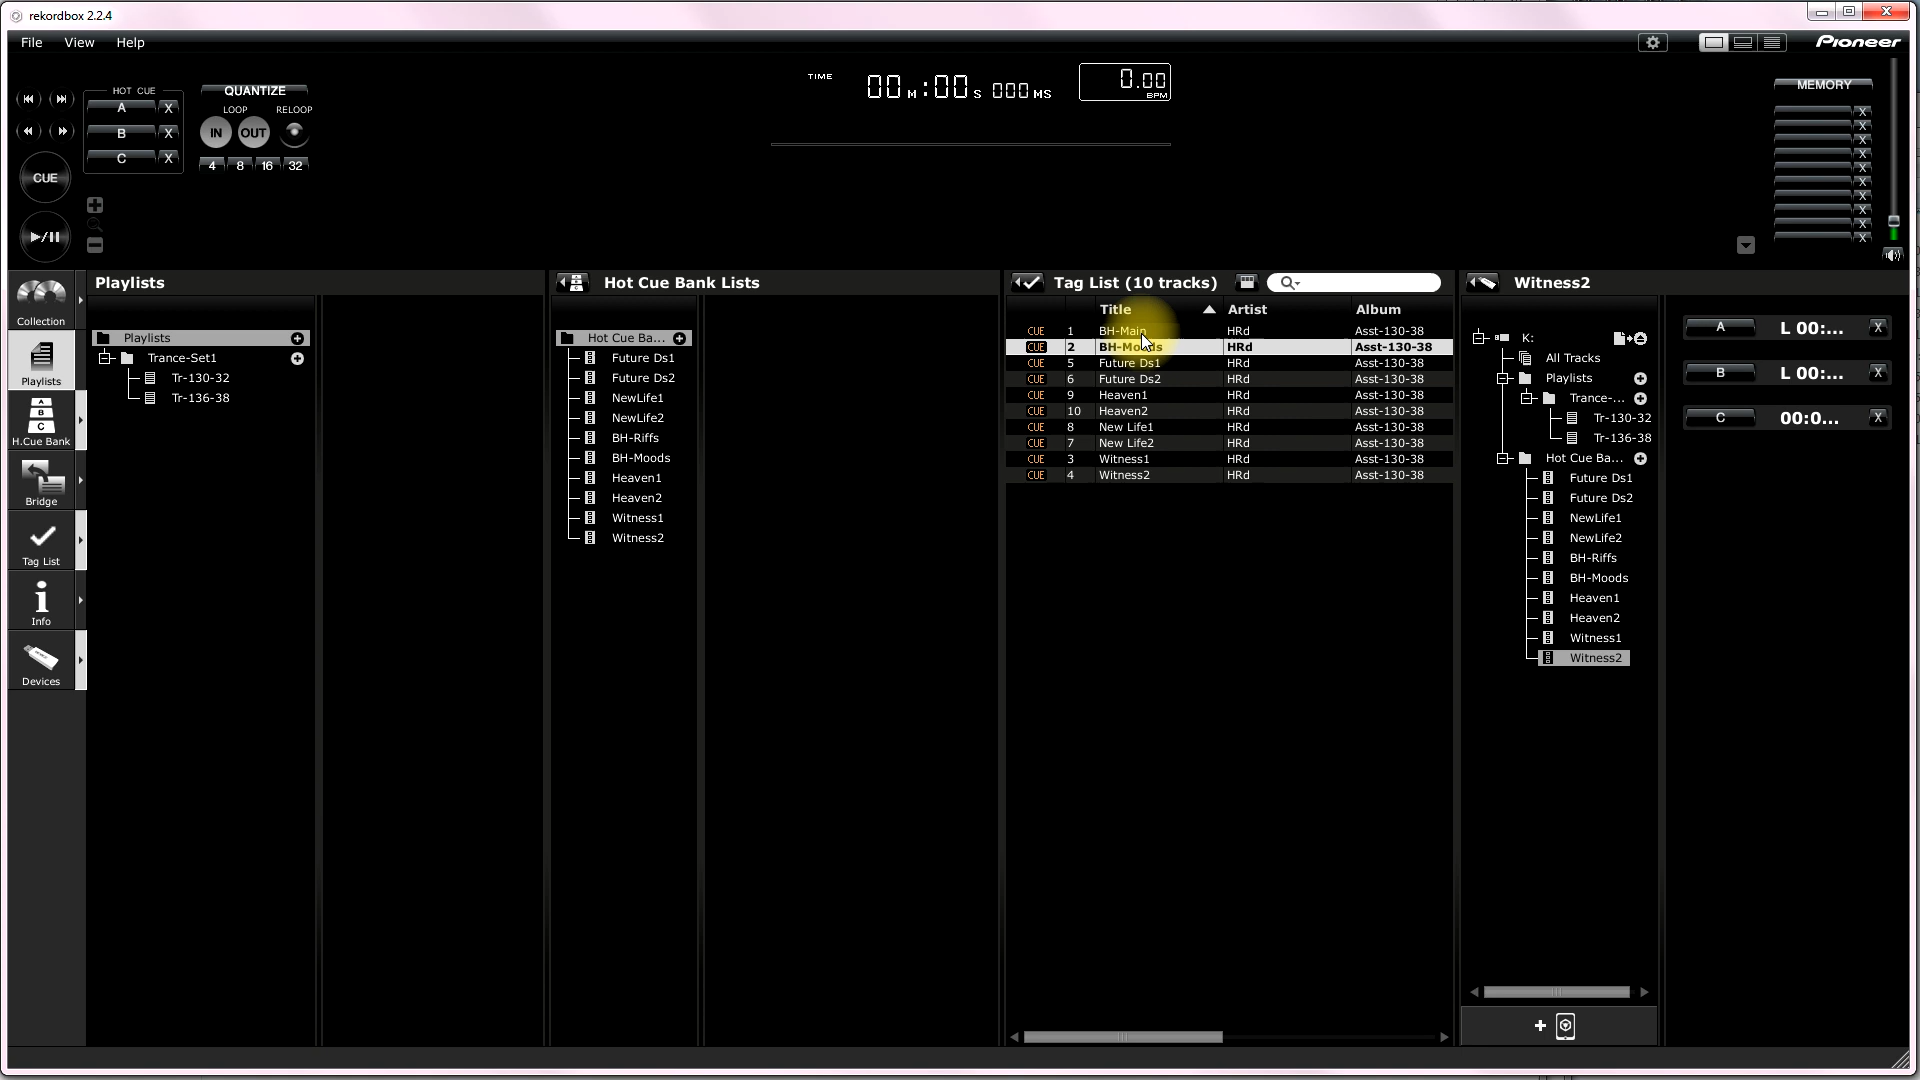 rekordbox 2.2.4
File View Help
Pioneer
TIME 00 M:00 S 000 MS
0.00
BPM
MEMORY
HOT CUE
A X
B X
C X
QUANTIZE
LOOP RELOOP
IN OUT
4 8 16 32
CUE
X
X
X
X
X
X
X
X
X
X
Collection
Playlists
A
B
C
H.Cue Bank
Bridge
Tag List
Info
Devices
Playlists
Playlists
Trance-Set1
Tr-130-32
Tr-136-38
Hot Cue Bank Lists
Hot Cue Ba...
Future Ds1
Future Ds2
NewLife1
NewLife2
BH-Riffs
BH-Moods
Heaven1
Heaven2
Witness1
Witness2
Tag List (10 tracks)
Title Artist Album
CUE 1 BH-Main HRd Asst-130-38
CUE 2 BH-Moods HRd Asst-130-38
CUE 5 Future Ds1 HRd Asst-130-38
CUE 6 Future Ds2 HRd Asst-130-38
CUE 9 Heaven1 HRd Asst-130-38
CUE 10 Heaven2 HRd Asst-130-38
CUE 8 New Life1 HRd Asst-130-38
CUE 7 New Life2 HRd Asst-130-38
CUE 3 Witness1 HRd Asst-130-38
CUE 4 Witness2 HRd Asst-130-38
Witness2
K:
All Tracks
Playlists
Trance-...
Tr-130-32
Tr-136-38
Hot Cue Ba...
Future Ds1
Future Ds2
NewLife1
NewLife2
BH-Riffs
BH-Moods
Heaven1
Heaven2
Witness1
Witness2
A L 00:... X
B L 00:... X
C 00:0... X